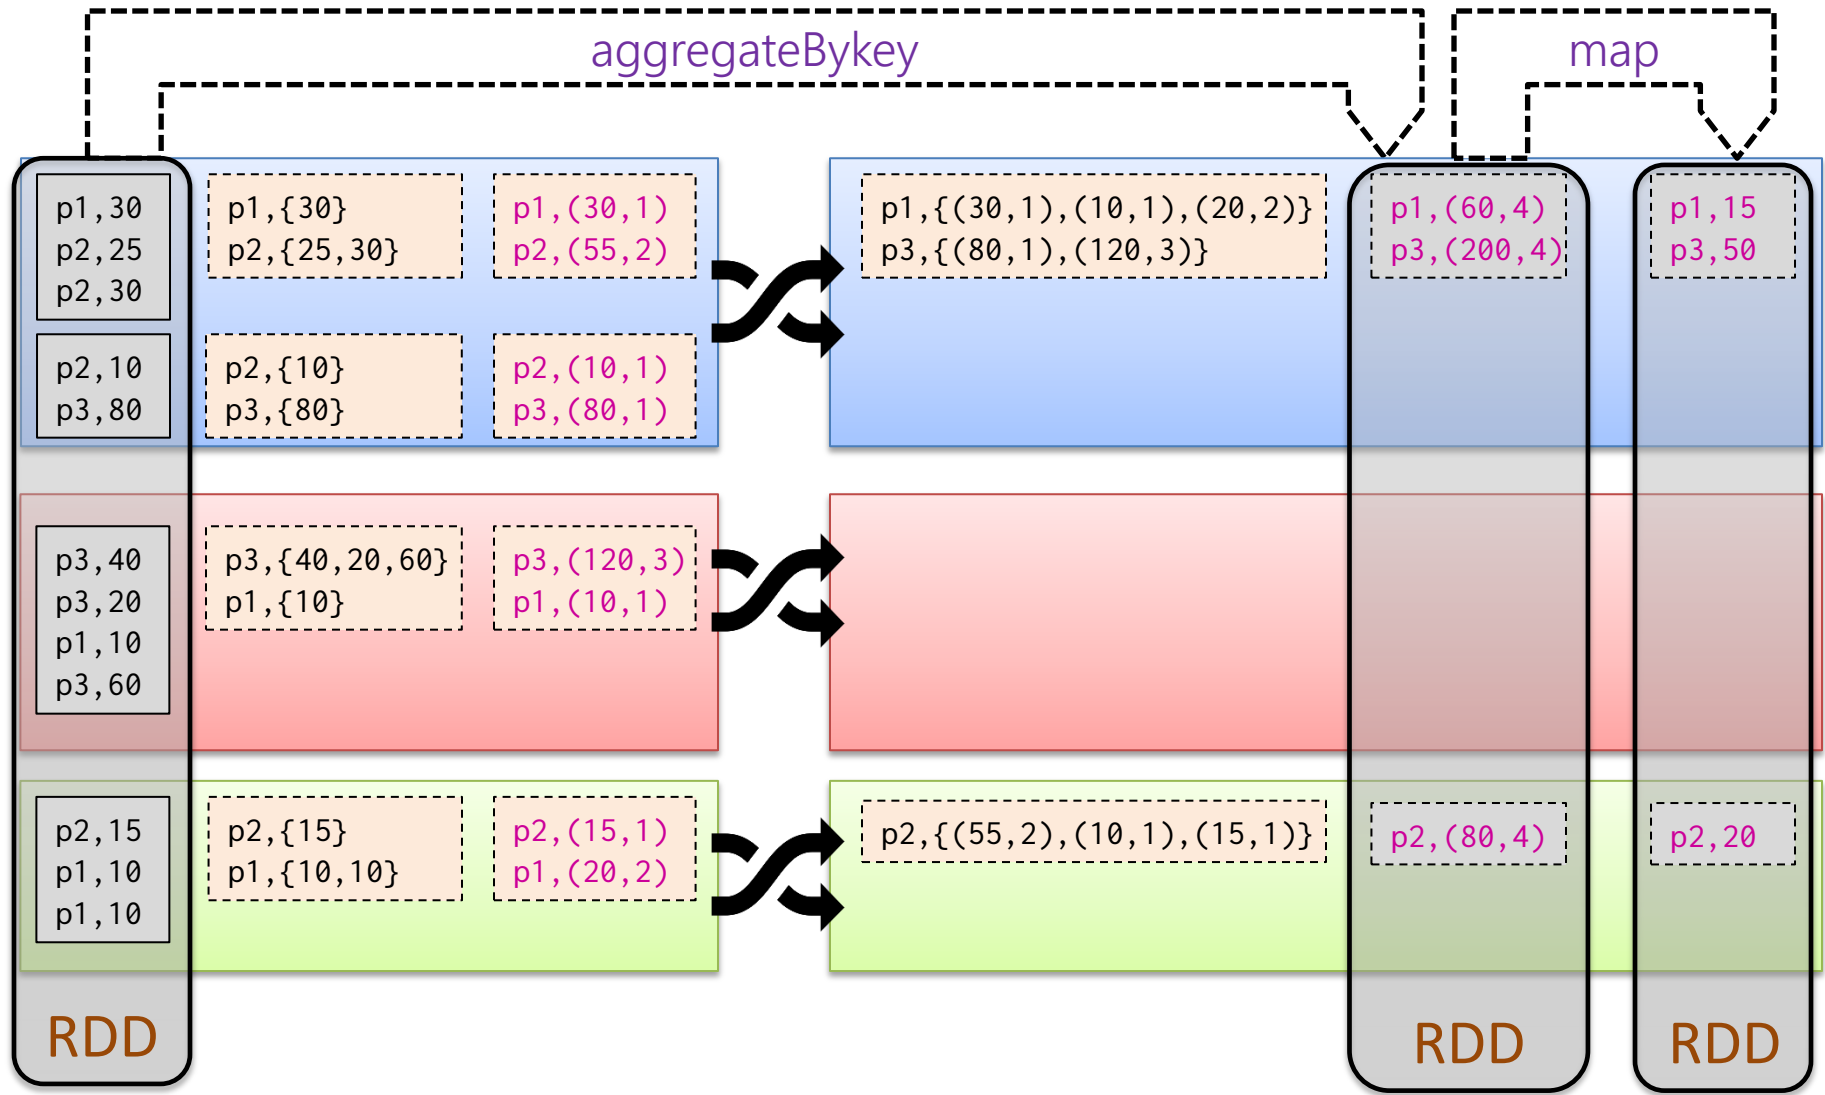 aggregateBykey
map
p1,30
p2,25
p2,30
p1,{30}
p2,{25,30}
p1,(30,1)
p2,(55,2)
p1,{(30,1),(10,1),(20,2)}
p3,{(80,1),(120,3)}
p1,(60,4)
p3,(200,4)
p1,15
p3,50
p2,10
p3,80
p2,{10}
p3,{80}
p2,(10,1)
p3,(80,1)
p3,40
p3,20
p1,10
p3,60
p3,{40,20,60}
p1,{10}
p3,(120,3)
p1,(10,1)
p2,15
p1,10
p1,10
p2,{15}
p1,{10,10}
p2,(15,1)
p1,(20,2)
p2,{(55,2),(10,1),(15,1)}
p2,(80,4)
p2,20
RDD
RDD
RDD